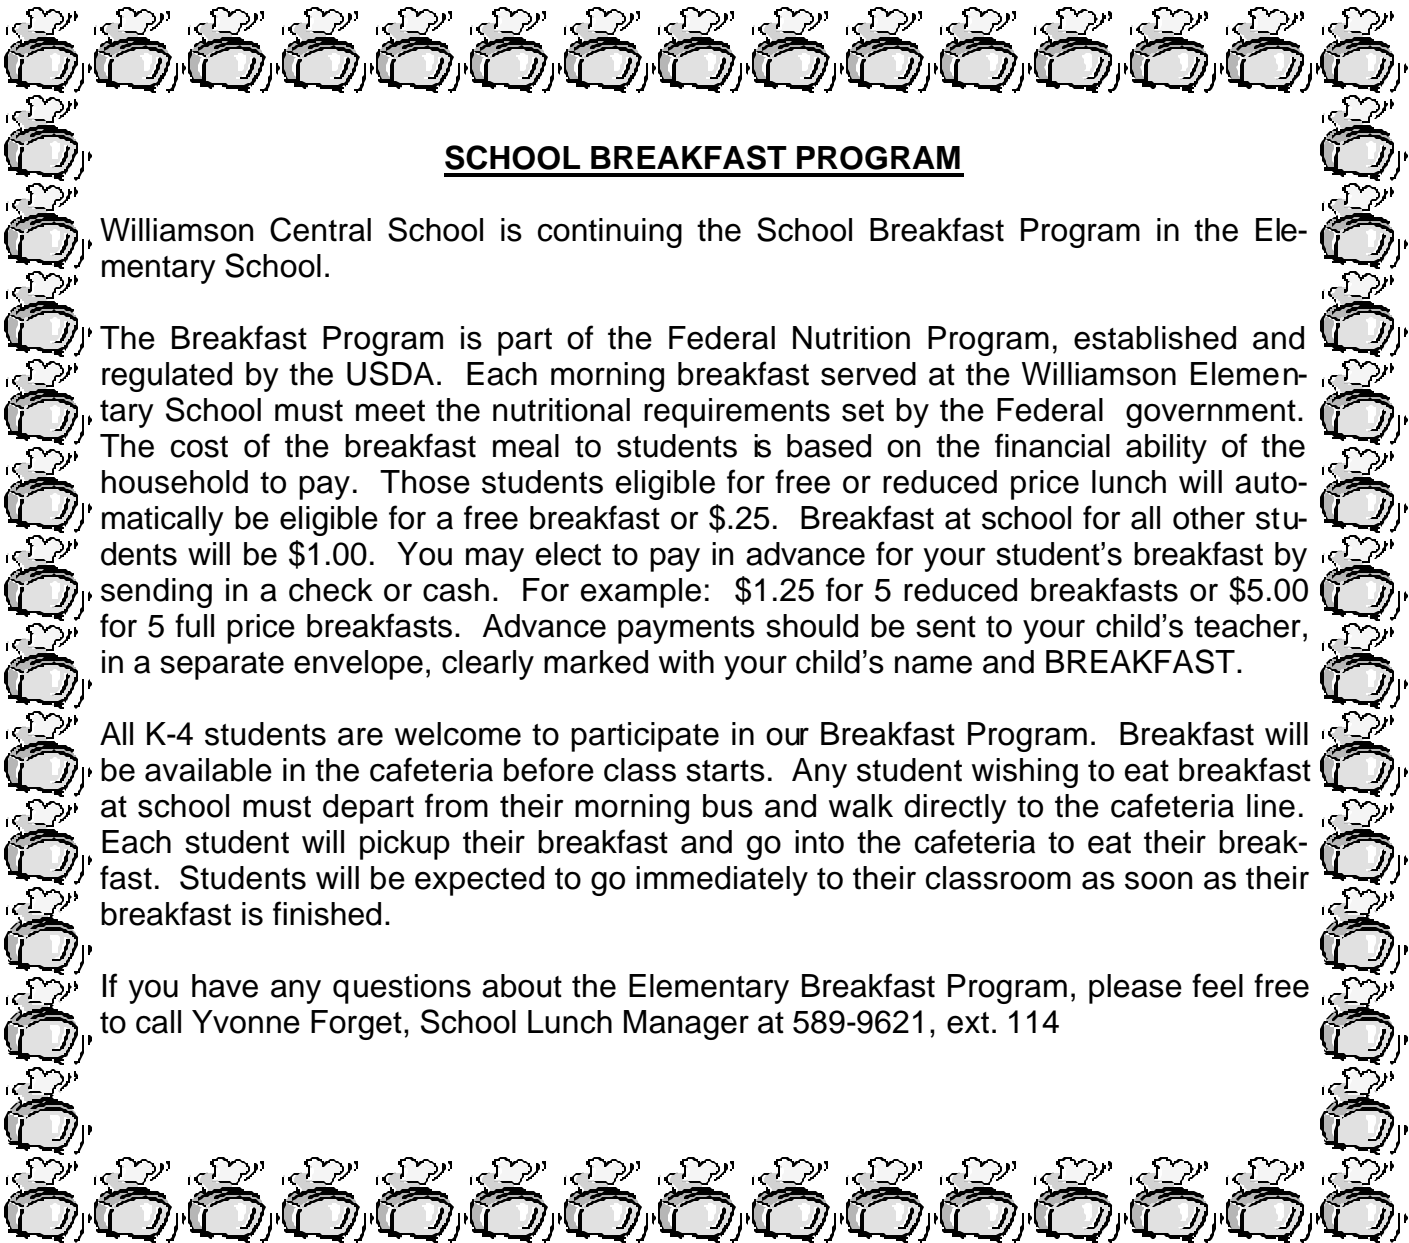 SCHOOL BREAKFAST PROGRAM
Williamson Central School is continuing the School Breakfast Program in the Ele-
mentary School.
The Breakfast Program is part of the Federal Nutrition Program, established and
regulated by the USDA.  Each morning breakfast served at the Williamson Elemen-
tary School must meet the nutritional requirements set by the Federal  government.
The cost of the breakfast meal to students is based on the financial ability of the
household to pay.  Those students eligible for free or reduced price lunch will auto-
matically be eligible for a free breakfast or $.25.  Breakfast at school for all other stu-
dents will be $1.00.  You may elect to pay in advance for your student’s breakfast by
sending in a check or cash.  For example:  $1.25 for 5 reduced breakfasts or $5.00
for 5 full price breakfasts.  Advance payments should be sent to your child’s teacher,
in a separate envelope, clearly marked with your child’s name and BREAKFAST.
All K-4 students are welcome to participate in our Breakfast Program.  Breakfast will
be available in the cafeteria before class starts.  Any student wishing to eat breakfast
at school must depart from their morning bus and walk directly to the cafeteria line.
Each student will pickup their breakfast and go into the cafeteria to eat their break-
fast.  Students will be expected to go immediately to their classroom as soon as their
breakfast is finished.
If you have any questions about the Elementary Breakfast Program, please feel free
to call Yvonne Forget, School Lunch Manager at 589-9621, ext. 114